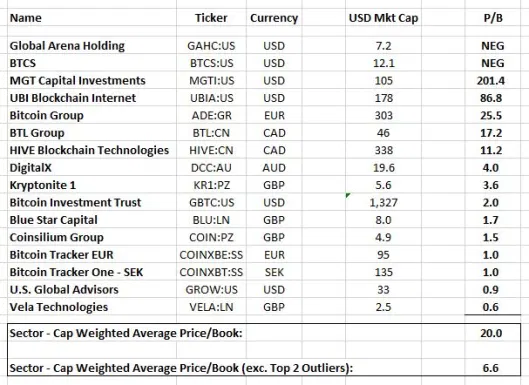 Name Ticker Currency USD Mkt Cap P/B
Global Arena Holding GAHC:US USD 7.2 NEG
BTCS BTCS:US USD 12.1 NEG
MGT Capital Investments MGTI:US USD 105 201.4
UBI Blockchain Internet UBIA:US USD 178 86.8
Bitcoin Group ADE:GR EUR 303 25.5
BTL Group BTL:CN CAD 46 17.2
HIVE Blockchain Technologies HIVE:CN CAD 338 11.2
DigitalX DCC:AU AUD 19.6 4.0
Kryptonite 1 KR1:PZ GBP 5.6 3.6
Bitcoin Investment Trust GBTC:US USD 1,327 2.0
Blue Star Capital BLU:LN GBP 8.0 1.7
Coinsilium Group COIN:PZ GBP 4.9 1.5
Bitcoin Tracker EUR COINXBE:SS EUR 95 1.0
Bitcoin Tracker One - SEK COINXBT:SS SEK 135 1.0
U.S. Global Advisors GROW:US USD 33 0.9
Vela Technologies VELA:LN GBP 2.5 0.6
Sector - Cap Weighted Average Price/Book: 20.0
Sector - Cap Weighted Average Price/Book (exc. Top 2 Outliers): 6.6